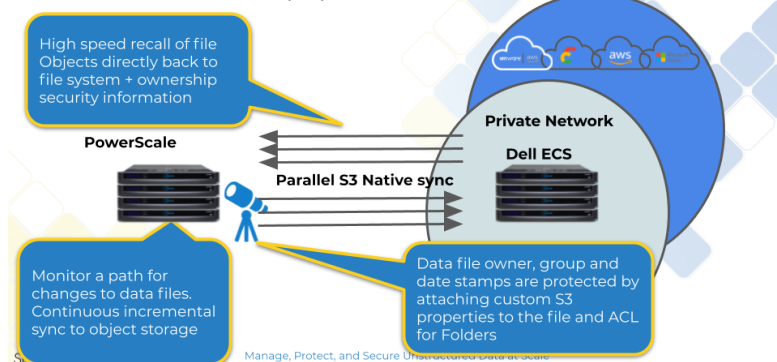 High speed recall of file
Objects directly back to
file system + ownership
security information
vmware aws
aws
Private Network
PowerScale
Dell ECS
Parallel S3 Native sync
Monitor a path for
changes to data files.
Continuous incremental
sync to object storage
Data file owner, group and
date stamps are protected by
attaching custom S3
properties to the file and ACL
for Folders
Manage, Protect, and Secure Unstructured Data at Scale